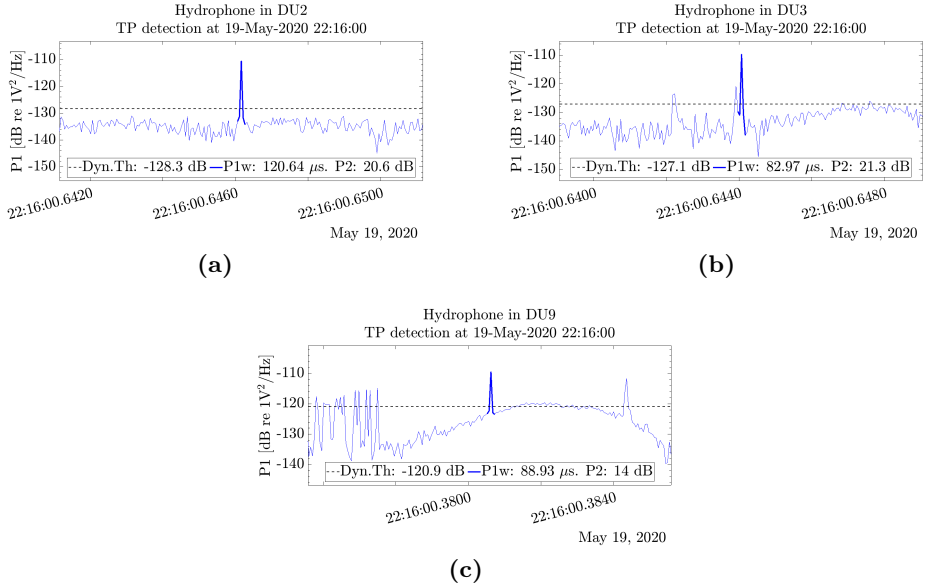 Hydrophone in DU2
TP detection at 19-May-2020 22:16:00
P1 [dB re 1V²/Hz]
-110
-120
-130
-140
-150
Dyn.Th: -128.3 dB P1w: 120.64 μs. P2: 20.6 dB
22:16:00.6420
22:16:00.6460
22:16:00.6500
May 19, 2020
(a)
Hydrophone in DU3
TP detection at 19-May-2020 22:16:00
P1 [dB re 1V²/Hz]
-110
-120
-130
-140
-150
Dyn.Th: -127.1 dB P1w: 82.97 μs. P2: 21.3 dB
22:16:00.6400
22:16:00.6440
22:16:00.6480
May 19, 2020
(b)
Hydrophone in DU9
TP detection at 19-May-2020 22:16:00
P1 [dB re 1V²/Hz]
-110
-120
-130
-140
Dyn.Th: -120.9 dB P1w: 88.93 μs. P2: 14 dB
22:16:00.3800
22:16:00.3840
May 19, 2020
(c)